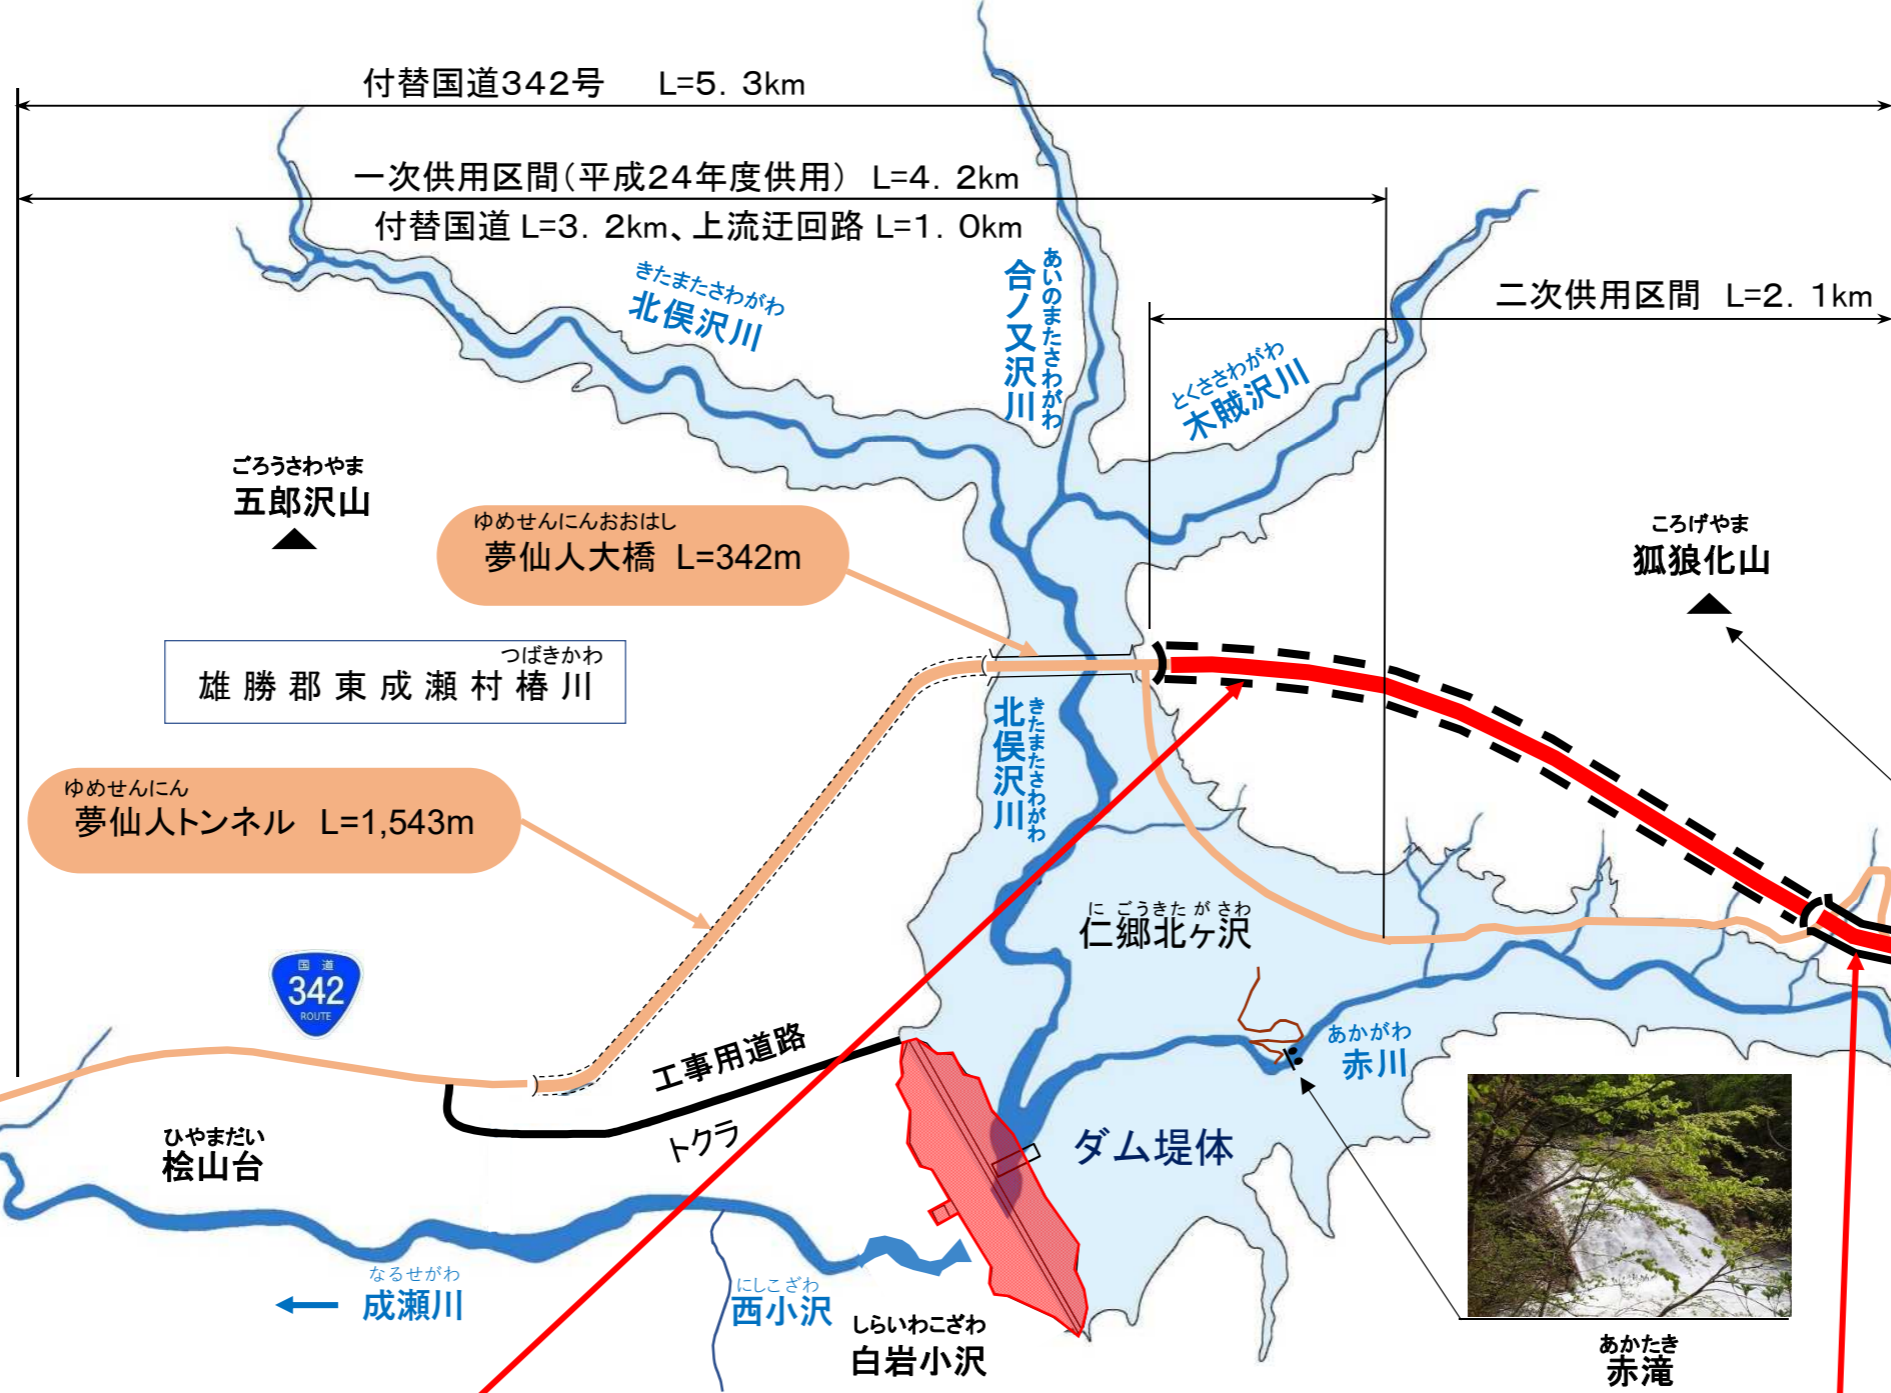 付替国道342号 L=5.3km
一次供用区間(平成24年度供用) L=4.2km
付替国道 L=3.2km、上流迂回路 L=1.0km
二次供用区間 L=2.1km
きたまたさわがわ
北俣沢川
あいのまたさわがわ
合ノ又沢川
とくささわがわ
木賊沢川
ごろうさわやま
五郎沢山
ゆめせんにんおおはし
夢仙人大橋 L=342m
ころげやま
狐狼化山
つばきかわ
雄勝郡東成瀬村椿川
きたまたさわがわ
北俣沢川
ゆめせんにん
夢仙人トンネル L=1,543m
にごうきたがさわ
仁郷北ヶ沢
国道
342
ROUTE
工事用道路
トクラ
あかがわ
赤川
ダム堤体
ひやまだい
桧山台
なるせがわ
成瀬川
にしこざわ
西小沢
しらいわこざわ
白岩小沢
あかたき
赤滝